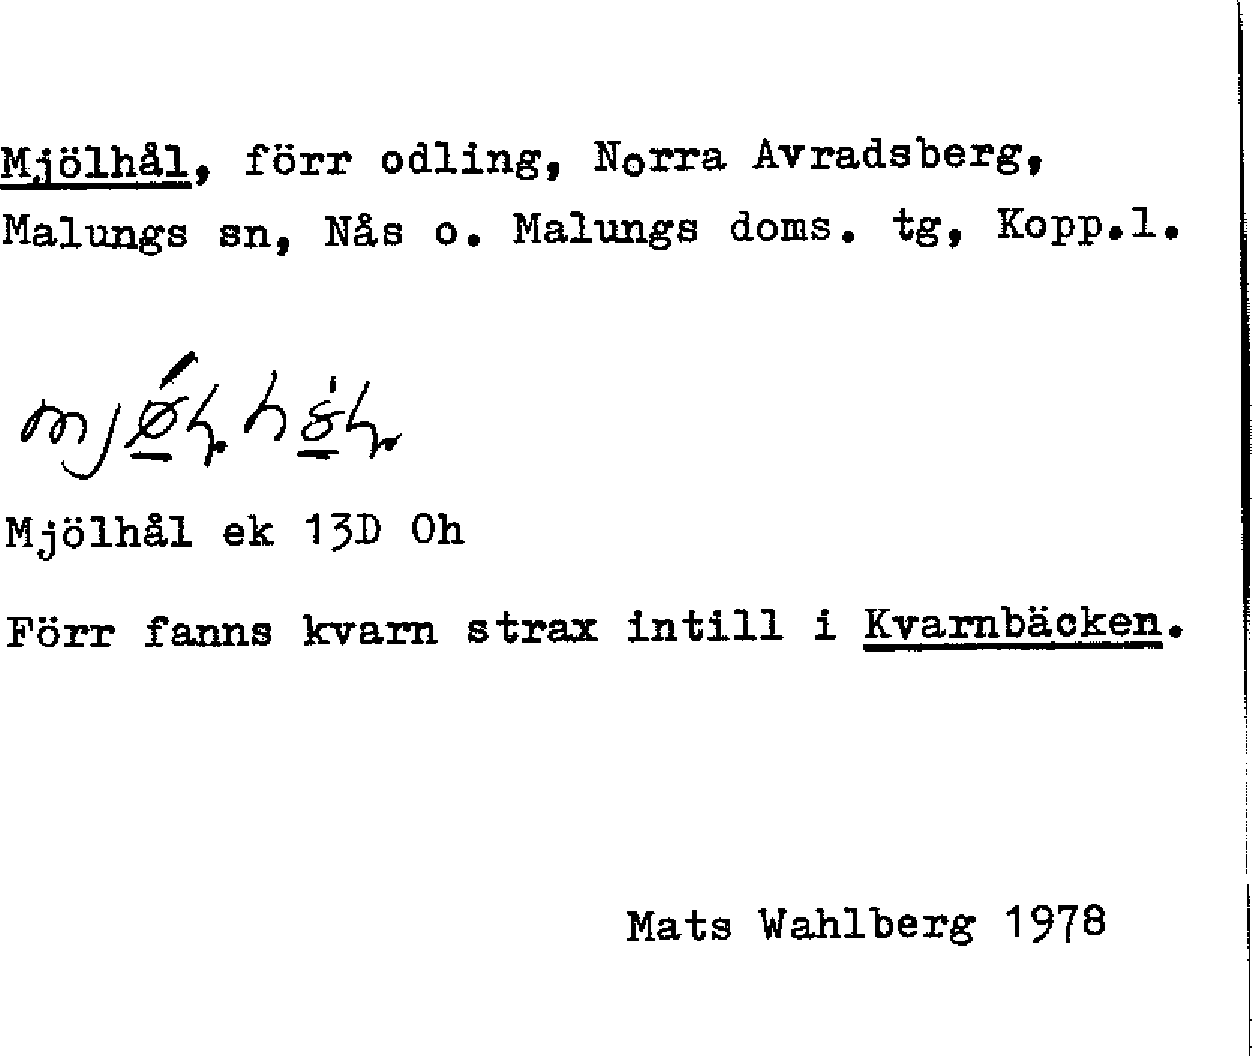 Mjölhål, förr odling, Norra Avradsberg,
Malungs sn, Nås o. Malungs doms. tg, Kopp.l.
Mjölhål ek 13D 0h
Förr fanns kvarn strax intill i Kvarnbäcken.
Mats Wahlberg 1978